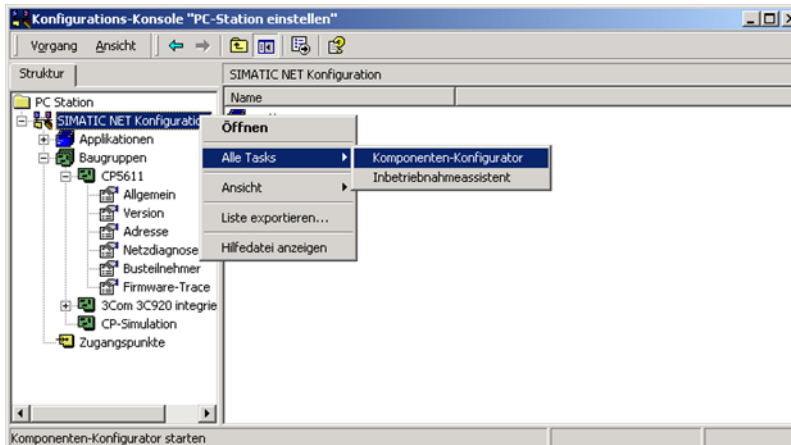 Konfigurations-Konsole "PC-Station einstellen"
Vorgang Ansicht
Struktur
SIMATIC NET Konfiguration
PC Station
Name
SIMATIC NET Konfiguratio
Öffnen
Applikationen
Alle Tasks
Komponenten-Konfigurator
Baugruppen
Inbetriebnahmeassistent
CP5611
Ansicht
Allgemein
Version
Liste exportieren...
Adresse
Netzdiagnose
Hilfedatei anzeigen
Busteilnehmer
Firmware-Trace
3Com 3C920 integrie
CP-Simulation
Zugangspunkte
Komponenten-Konfigurator starten